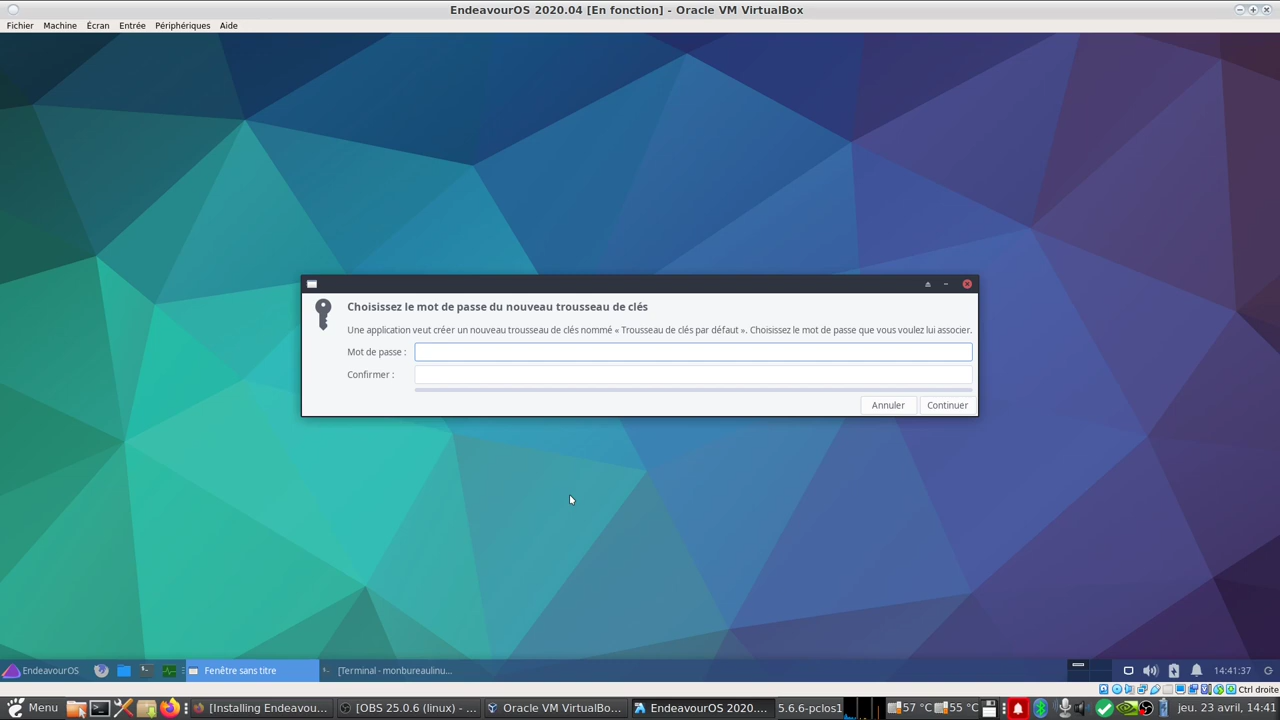 EndeavourOS 2020.04 [En fonction] - Oracle VM VirtualBox
Fichier Machine Écran Entrée Périphériques Aide
Choisissez le mot de passe du nouveau trousseau de clés
Une application veut créer un nouveau trousseau de clés nommé « Trousseau de clés par défaut ». Choisissez le mot de passe que vous voulez lui associer.
Mot de passe :
Confirmer :
Annuler Continuer
EndeavourOS Fenêtre sans titre [Terminal - monbureaulinu... 14:41:37
Ctrl droite
Menu [Installing Endeavou... [OBS 25.0.6 (linux) - ... Oracle VM VirtualBo... EndeavourOS 2020.... 5.6.6-pclos1 57 °C 55 °C jeu. 23 avril, 14:41